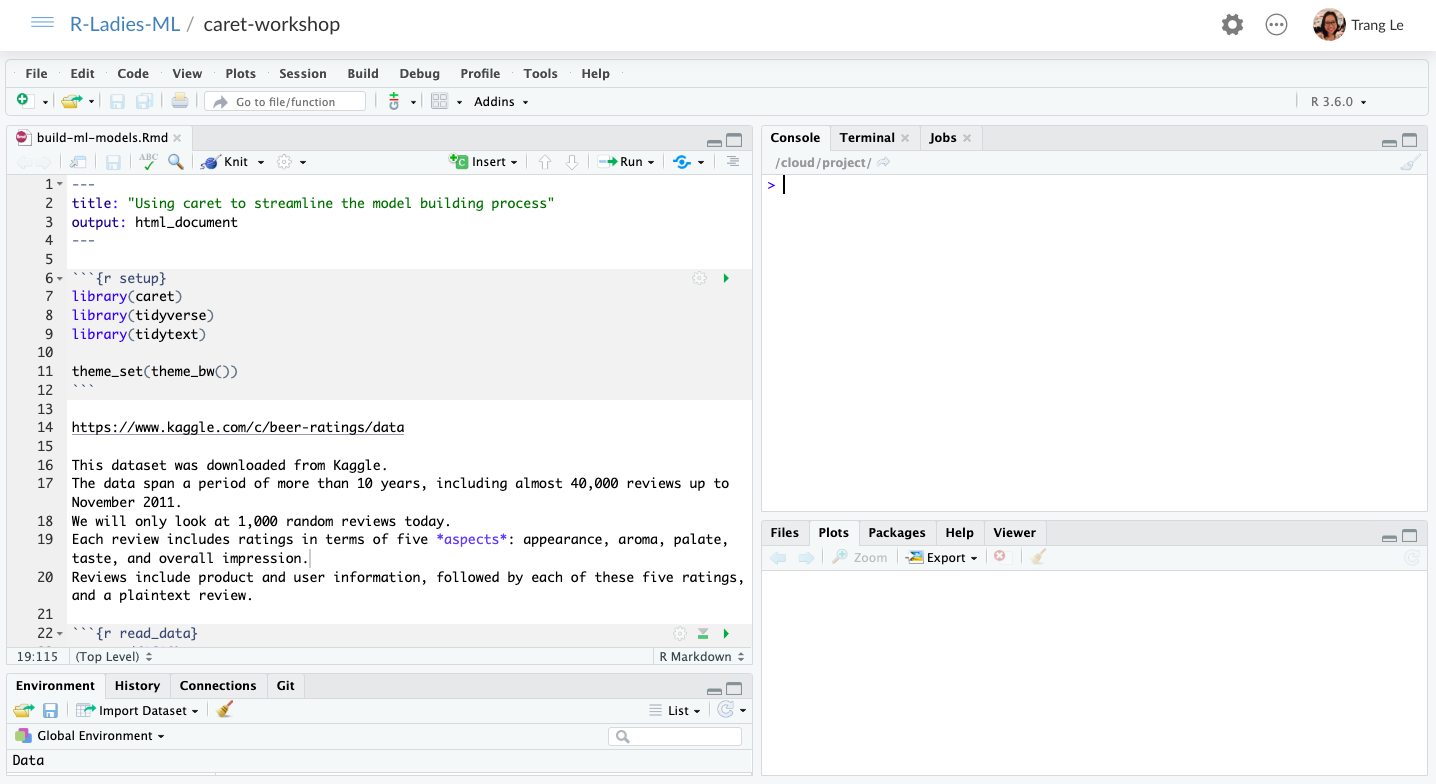 R-Ladies-ML / caret-workshop
Trang Le
File Edit Code View Plots Session Build Debug Profile Tools Help
Go to file/function Addins R 3.6.0
build-ml-models.Rmd
ABC Knit Insert Run
1 ---
2 title: "Using caret to streamline the model building process"
3 output: html_document
4 ---
5
6 ```{r setup}
7 library(caret)
8 library(tidyverse)
9 library(tidytext)
10
11 theme_set(theme_bw())
12 ```
13
14 https://www.kaggle.com/c/beer-ratings/data
15
16 This dataset was downloaded from Kaggle.
17 The data span a period of more than 10 years, including almost 40,000 reviews up to
November 2011.
18 We will only look at 1,000 random reviews today.
19 Each review includes ratings in terms of five *aspects*: appearance, aroma, palate,
taste, and overall impression.
20 Reviews include product and user information, followed by each of these five ratings,
and a plaintext review.
21
22 ```{r read_data}
19:115 (Top Level) R Markdown
Environment History Connections Git
Import Dataset List
Global Environment
Data
Console Terminal Jobs
/cloud/project/
>
Files Plots Packages Help Viewer
Zoom Export